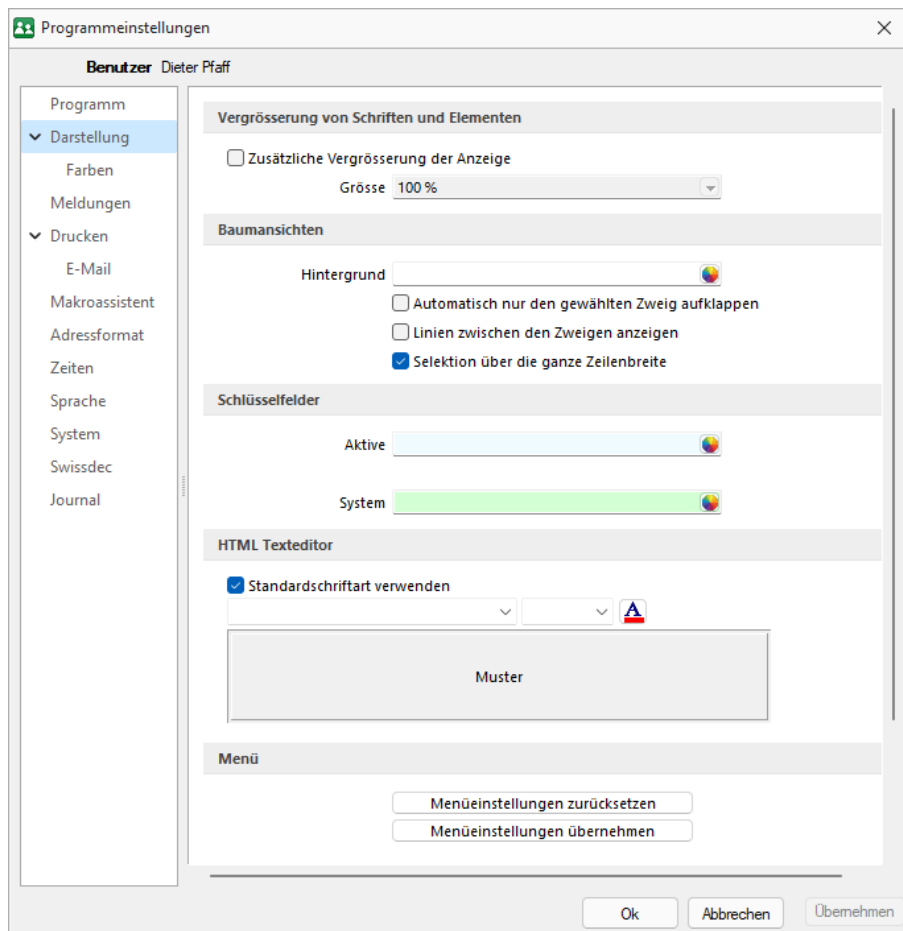 Programmeinstellungen
Benutzer Dieter Pfaff
Programm
Darstellung
Farben
Meldungen
Drucken
E-Mail
Makroassistent
Adressformat
Zeiten
Sprache
System
Swissdec
Journal
Vergrösserung von Schriften und Elementen
Zusätzliche Vergrösserung der Anzeige
Grösse 100 %
Baumansichten
Hintergrund
Automatisch nur den gewählten Zweig aufklappen
Linien zwischen den Zweigen anzeigen
Selektion über die ganze Zeilenbreite
Schlüsselfelder
Aktive
System
HTML Texteditor
Standardschriftart verwenden
A
Muster
Menü
Menüeinstellungen zurücksetzen
Menüeinstellungen übernehmen
Ok Abbrechen Übernehmen